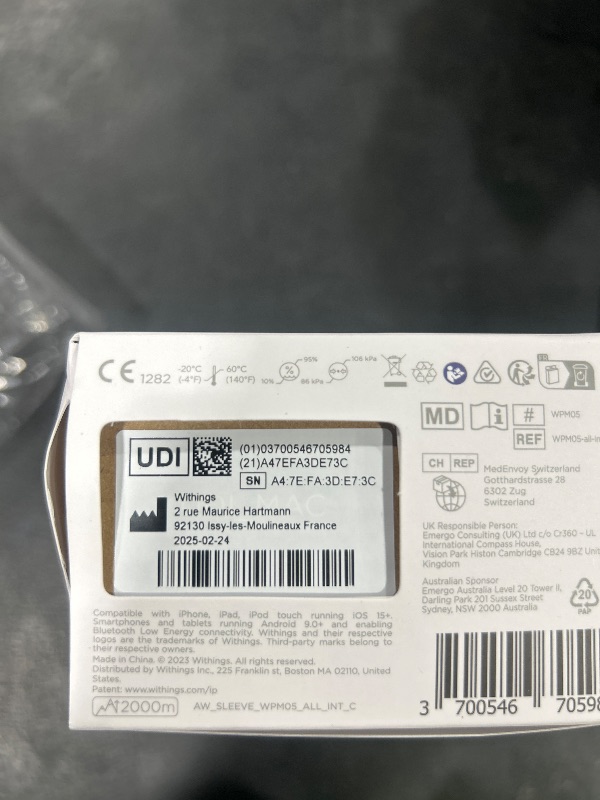 CE 1282 -20°C (-4°F) 60°C (140°F) 10% 95% 66 kPa 106 kPa FR
MD # WPM05
REF WPM05-all-in
UDI (01)03700546705984
(21)A47EFA3DE73C
SN A4:7E:FA:3D:E7:3C
Withings
2 rue Maurice Hartmann
92130 Issy-les-Moulineaux France
2025-02-24
MAC
CH REP MedEnvoy Switzerland
Gotthardstrasse 28
6302 Zug
Switzerland
UK Responsible Person:
Emergo Consulting (UK) Ltd c/o Cr360 – UL
International Compass House,
Vision Park Histon Cambridge CB24 9BZ Unit
Kingdom
Australian Sponsor
Emergo Australia Level 20 Tower II,
Darling Park 201 Sussex Street
Sydney, NSW 2000 Australia
20
PAP
Compatible with iPhone, iPad, iPod touch running iOS 15+.
Smartphones and tablets running Android 9.0+ and enabling
Bluetooth Low Energy connectivity. Withings and their respective
logos are the trademarks of Withings. Third-party marks belong to
their respective owners.
Made in China. © 2023 Withings. All rights reserved.
Distributed by Withings Inc., 225 Franklin st, Boston MA 02110, United
States.
Patent: www.withings.com/ip
2000m AW_SLEEVE_WPM05_ALL_INT_C
3 700546 70598